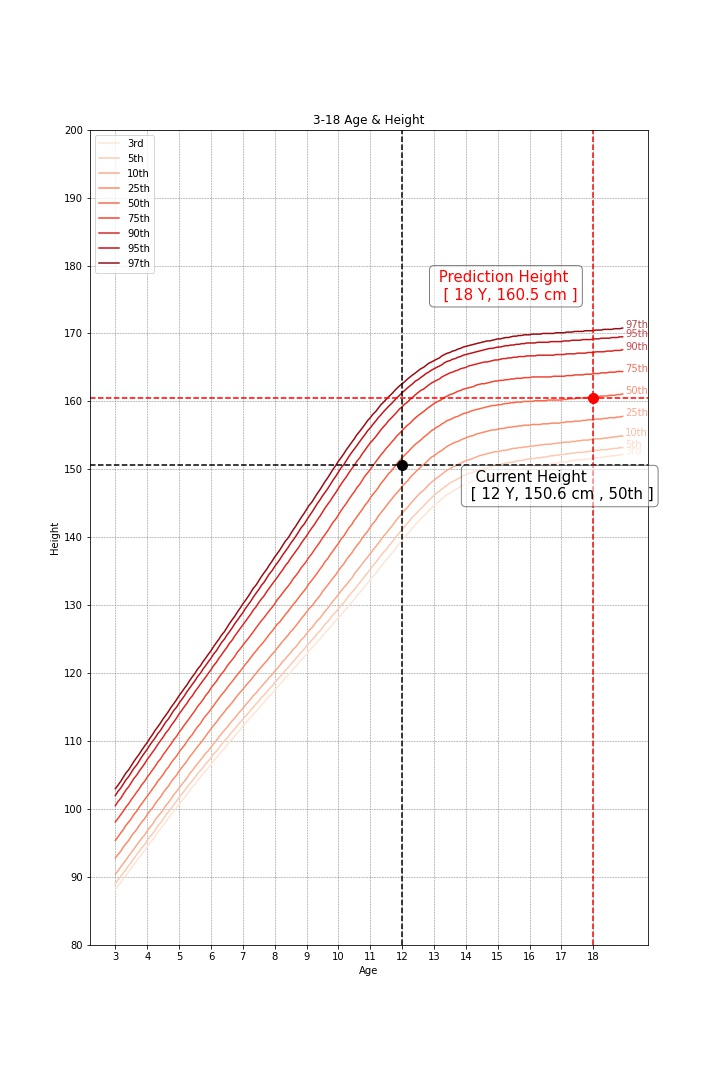 3-18 Age & Height
200
190
180
170
160
150
140
130
120
110
100
90
80
Height
3rd
5th
10th
25th
50th
75th
90th
95th
97th
Prediction Height
[ 18 Y, 160.5 cm ]
97th
95th
90th
75th
50th
25th
10th
5th
3rd
Current Height
[ 12 Y, 150.6 cm , 50th ]
3 4 5 6 7 8 9 10 11 12 13 14 15 16 17 18
Age